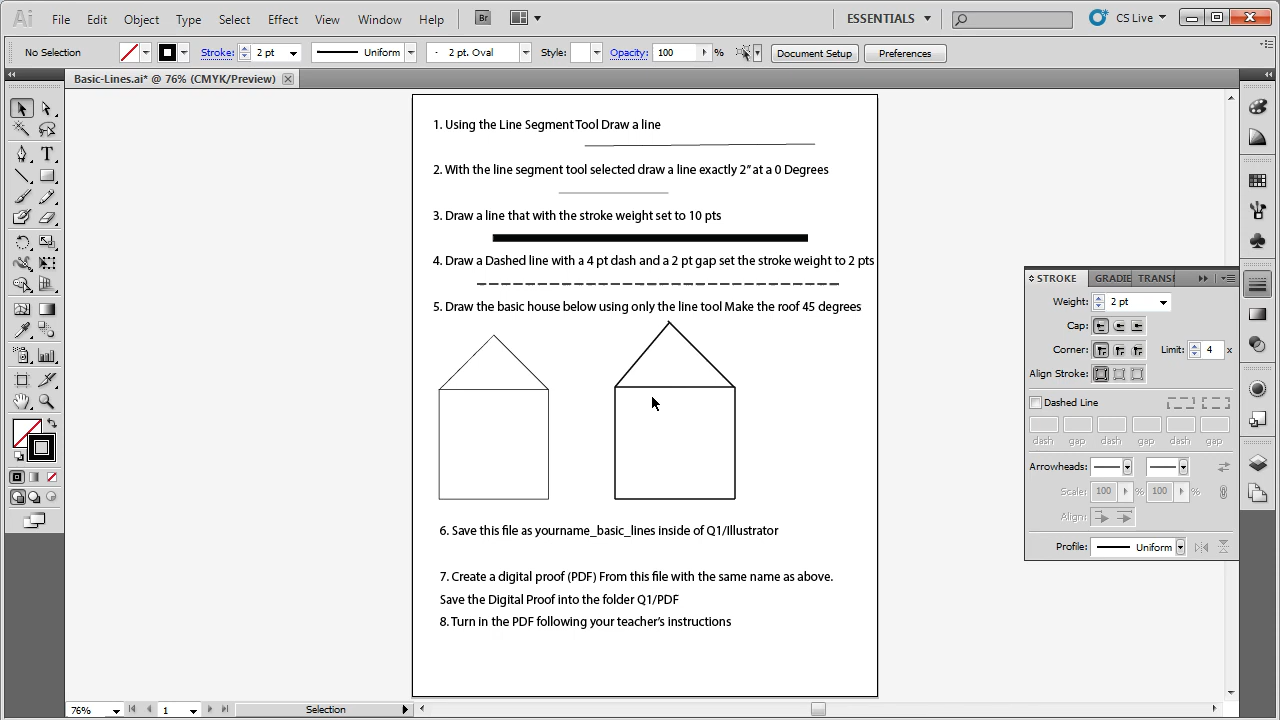 Ai File Edit Object Type Select Effect View Window Help Br ESSENTIALS CS Live
No Selection Stroke: 2 pt Uniform 2 pt. Oval Style: Opacity: 100 % Document Setup Preferences
Basic-Lines.ai* @ 76% (CMYK/Preview)
1. Using the Line Segment Tool Draw a line
2. With the line segment tool selected draw a line exactly 2” at a 0 Degrees
3. Draw a line that with the stroke weight set to 10 pts
4. Draw a Dashed line with a 4 pt dash and a 2 pt gap set the stroke weight to 2 pts
5. Draw the basic house below using only the line tool Make the roof 45 degrees
6. Save this file as yourname_basic_lines inside of Q1/Illustrator
7. Create a digital proof (PDF) From this file with the same name as above.
Save the Digital Proof into the folder Q1/PDF
8. Turn in the PDF following your teacher’s instructions
STROKE GRADIE TRANSI
Weight: 2 pt
Cap:
Corner: Limit: 4 x
Align Stroke:
Dashed Line
dash gap dash gap dash gap
Arrowheads:
Scale: 100 % 100 %
Align:
Profile: Uniform
76% 1 Selection